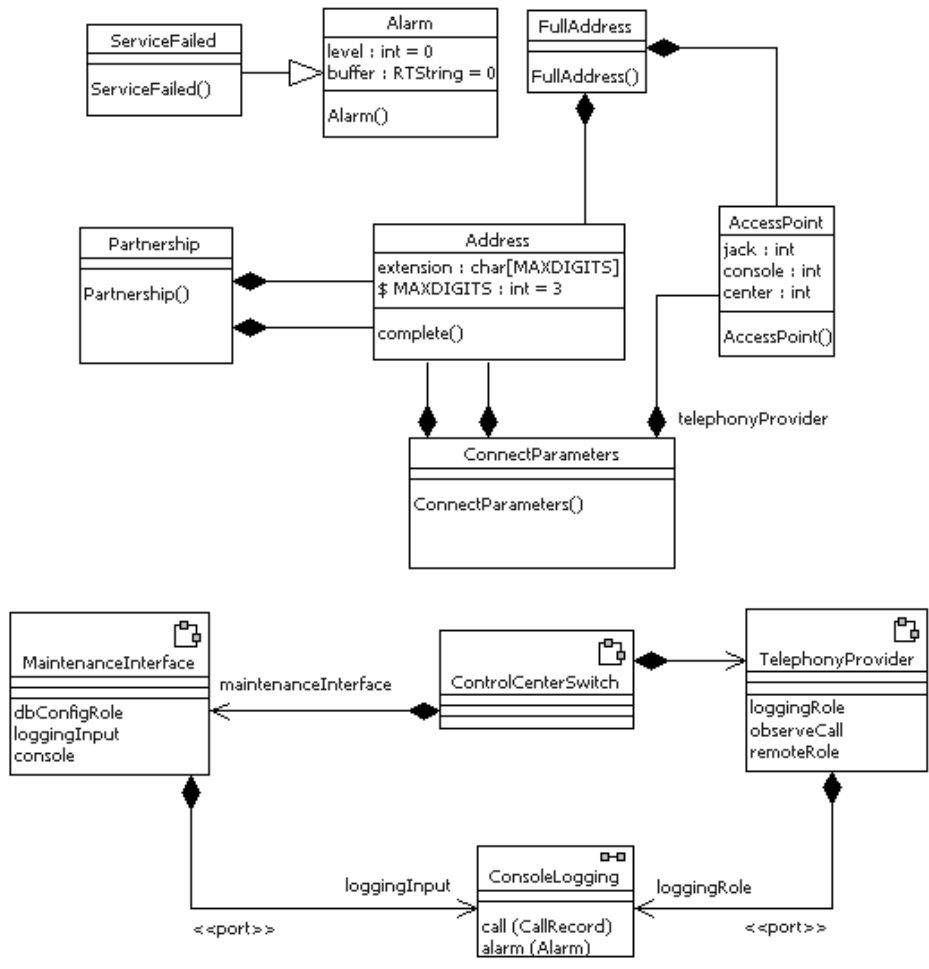 ServiceFailed
ServiceFailed()
Alarm
level : int = 0
buffer : RTString = 0
Alarm()
FullAddress
FullAddress()
Partnership
Partnership()
Address
extension : char[MAXDIGITS]
$ MAXDIGITS : int = 3
complete()
AccessPoint
jack : int
console : int
center : int
AccessPoint()
telephonyProvider
ConnectParameters
ConnectParameters()
MaintenanceInterface
dbConfigRole
loggingInput
console
maintenanceInterface
ControlCenterSwitch
TelephonyProvider
loggingRole
observeCall
remoteRole
loggingInput
<<port>>
ConsoleLogging
call (CallRecord)
alarm (Alarm)
loggingRole
<<port>>